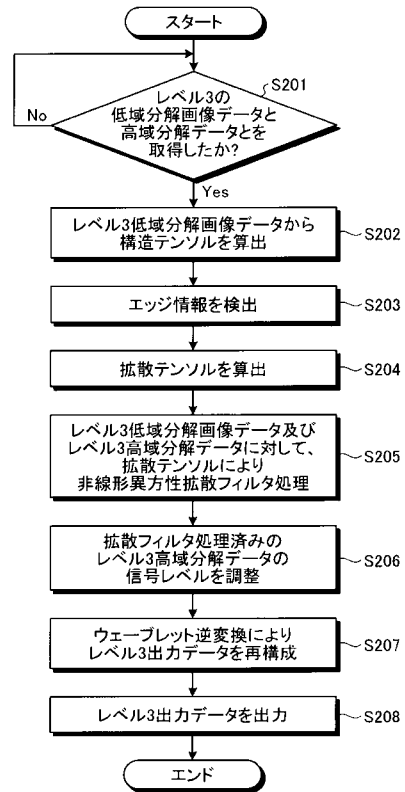 スタート
S201
レベル3の
低域分解画像データと
高域分解データとを
取得したか?
No
Yes
レベル3低域分解画像データから
構造テンソルを算出
S202
エッジ情報を検出
S203
拡散テンソルを算出
S204
レベル3低域分解画像データ及び
レベル3高域分解データに対して、
拡散テンソルにより
非線形異方性拡散フィルタ処理
S205
拡散フィルタ処理済みの
レベル3高域分解データの
信号レベルを調整
S206
ウェーブレット逆変換により
レベル3出力データを再構成
S207
レベル3出力データを出力
S208
エンド